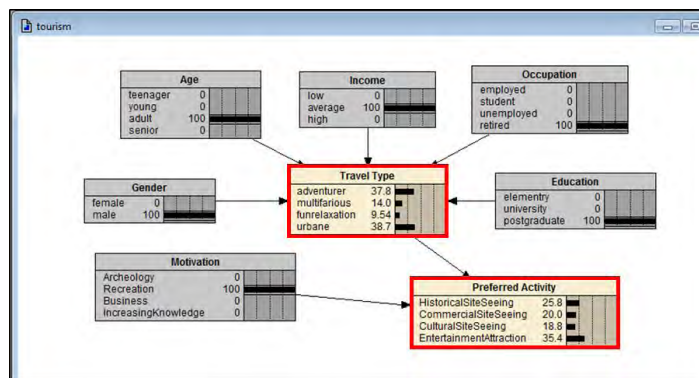 tourism
Age
teenager 0
young 0
adult 100
senior 0
Income
low 0
average 100
high 0
Occupation
employed 0
student 0
unemployed 0
retired 100
Gender
female 0
male 100
Travel Type
adventurer 37.8
multifarious 14.0
funrelaxation 9.54
urbane 38.7
Education
elementry 0
university 0
postgraduate 100
Motivation
Archeology 0
Recreation 100
Business 0
IncreasingKnowledge 0
Preferred Activity
HistoricalSiteSeeing 25.8
CommercialSiteSeeing 20.0
CulturalSiteSeeing 18.8
EntertainmentAttraction 35.4